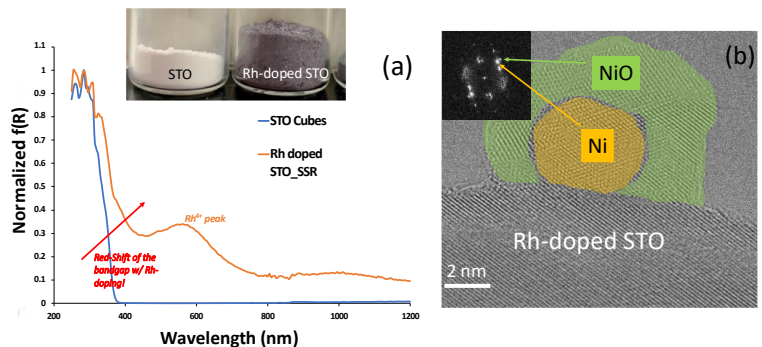 STO
Rh-doped STO
(a)
STO Cubes
Rh doped
STO_SSR
Rh⁴⁺ peak
Red-Shift of the
bandgap w/ Rh-
doping!
Normalized f(R)
1.1
1
0.9
0.8
0.7
0.6
0.5
0.4
0.3
0.2
0.1
0
200
400
600
800
1000
1200
Wavelength (nm)
(b)
NiO
Ni
Rh-doped STO
2 nm